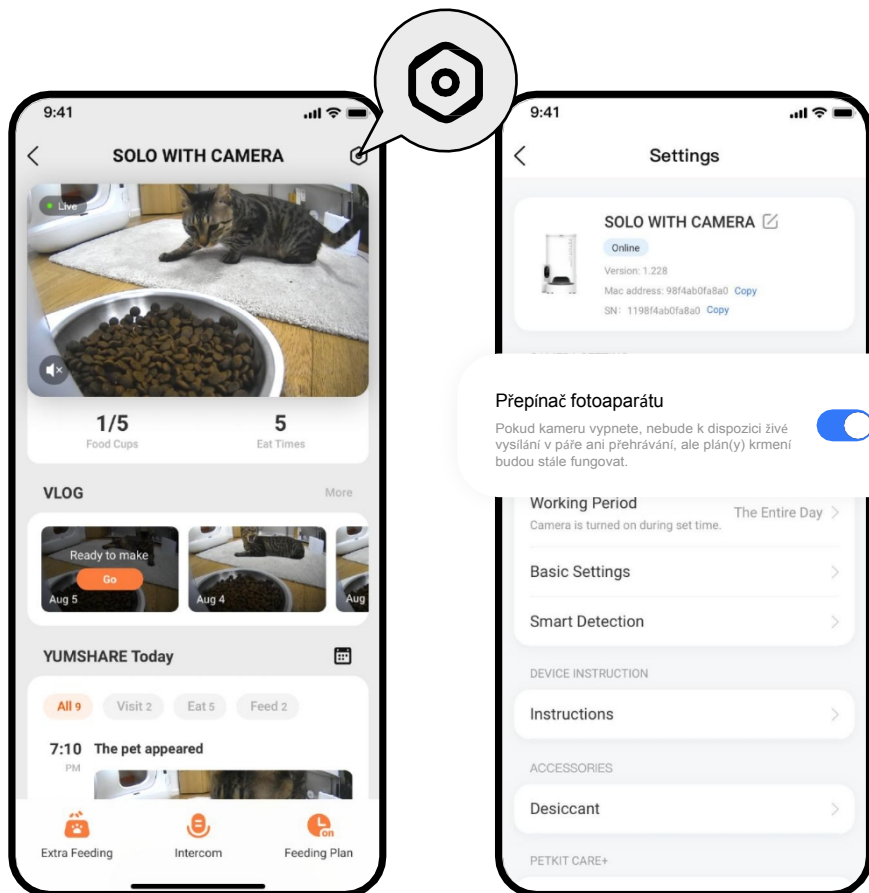 9:41
SOLO WITH CAMERA
Live
1/5
Food Cups
5
Eat Times
VLOG
More
Ready to make
Go
Aug 5
Aug 4
Aug
YUMSHARE Today
All 9
Visit 2
Eat 5
Feed 2
7:10 The pet appeared
PM
Extra Feeding
Intercom
on
Feeding Plan
9:41
Settings
SOLO WITH CAMERA
Online
Version: 1.228
Mac address: 98f4ab0fa8a0 Copy
SN: 1198f4ab0fa8a0 Copy
Přepínač fotoaparátu
Pokud kameru vypnete, nebude k dispozici živé
vysílání v páře ani přehrávání, ale plán(y) krmení
budou stále fungovat.
Working Period
The Entire Day
Camera is turned on during set time.
Basic Settings
Smart Detection
DEVICE INSTRUCTION
Instructions
ACCESSORIES
Desiccant
PETKIT CARE+